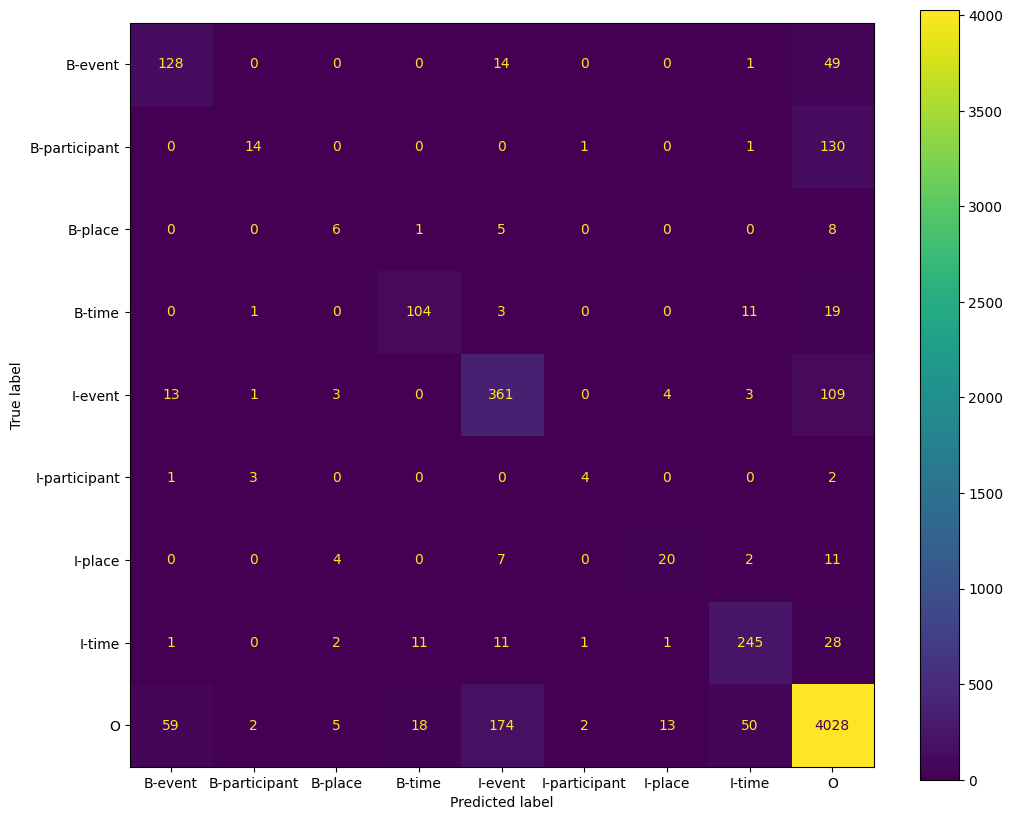 B-event 128 0 0 0 14 0 0 1 49
B-participant 0 14 0 0 0 1 0 1 130
B-place 0 0 6 1 5 0 0 0 8
B-time 0 1 0 104 3 0 0 11 19
I-event 13 1 3 0 361 0 4 3 109
I-participant 1 3 0 0 0 4 0 0 2
I-place 0 0 4 0 7 0 20 2 11
I-time 1 0 2 11 11 1 1 245 28
O 59 2 5 18 174 2 13 50 4028
B-event B-participant B-place B-time I-event I-participant I-place I-time O
Predicted label
True label
4000
3500
3000
2500
2000
1500
1000
500
0